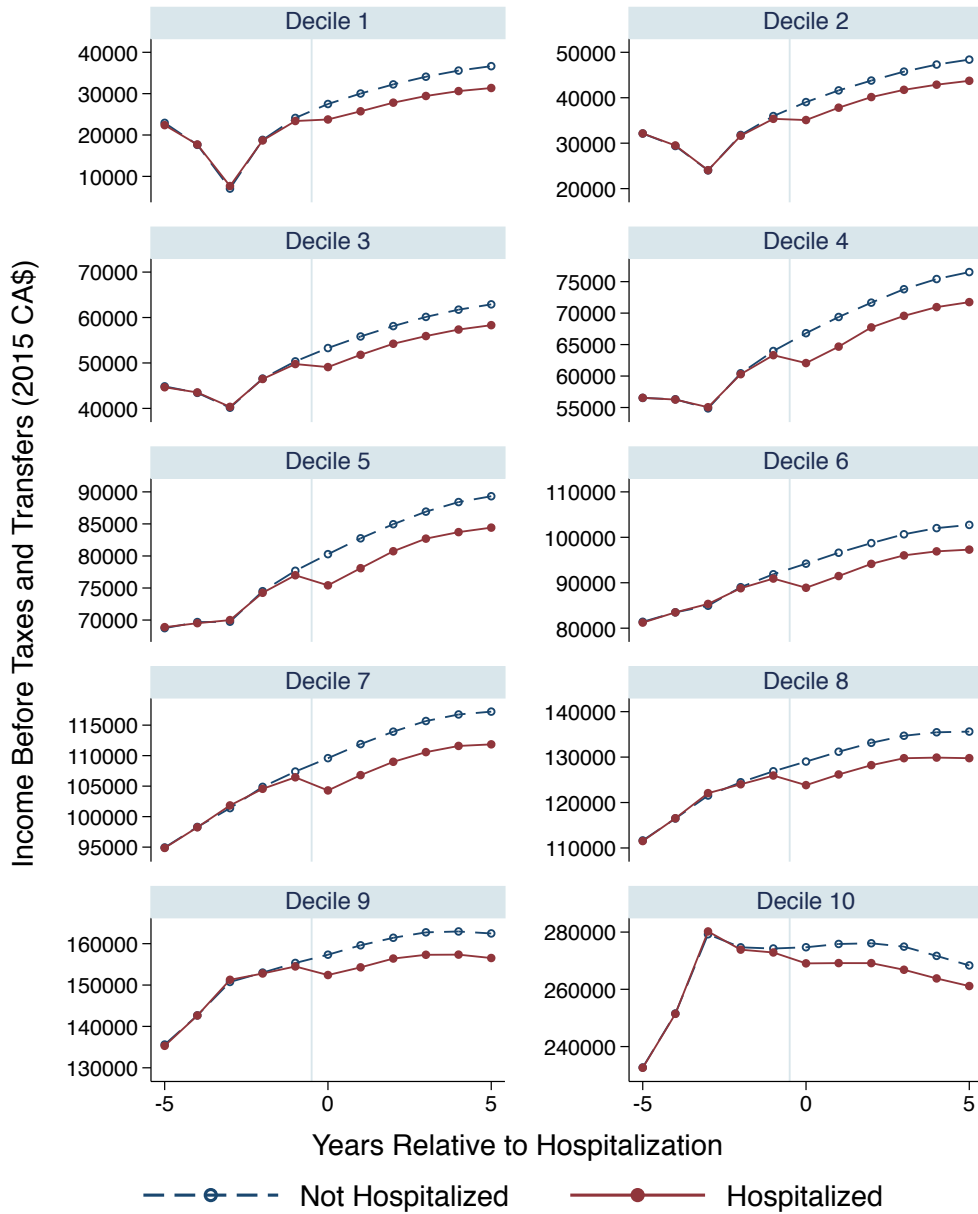 Decile 1
Decile 2
40000
30000
20000
10000
50000
40000
30000
20000
Decile 3
Decile 4
70000
60000
50000
40000
75000
70000
65000
60000
55000
Decile 5
Decile 6
90000
85000
80000
75000
70000
110000
100000
90000
80000
Decile 7
Decile 8
115000
110000
105000
100000
95000
140000
130000
120000
110000
Decile 9
Decile 10
160000
150000
140000
130000
280000
260000
240000
-5 0 5
-5 0 5
Income Before Taxes and Transfers (2015 CA$)
Years Relative to Hospitalization
Not Hospitalized Hospitalized